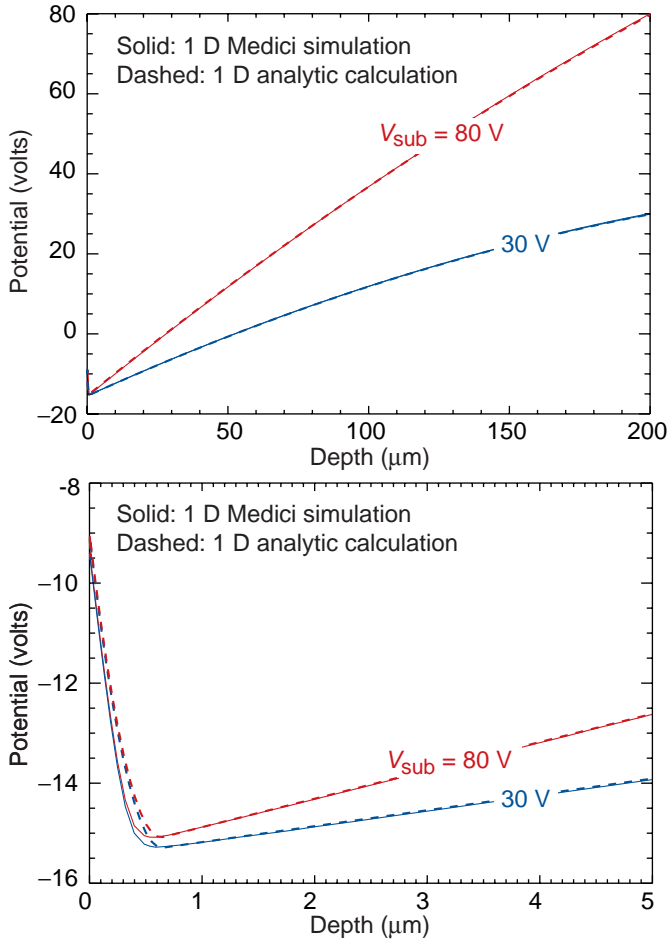 80
Solid: 1 D Medici simulation
Dashed: 1 D analytic calculation
60
Vsub = 80 V
40
30 V
20
0
−20
Potential (volts)
0 50 100 150 200
Depth (μm)
-8
Solid: 1 D Medici simulation
Dashed: 1 D analytic calculation
−10
−12
Vsub = 80 V
−14
30 V
−16
Potential (volts)
0 1 2 3 4 5
Depth (μm)